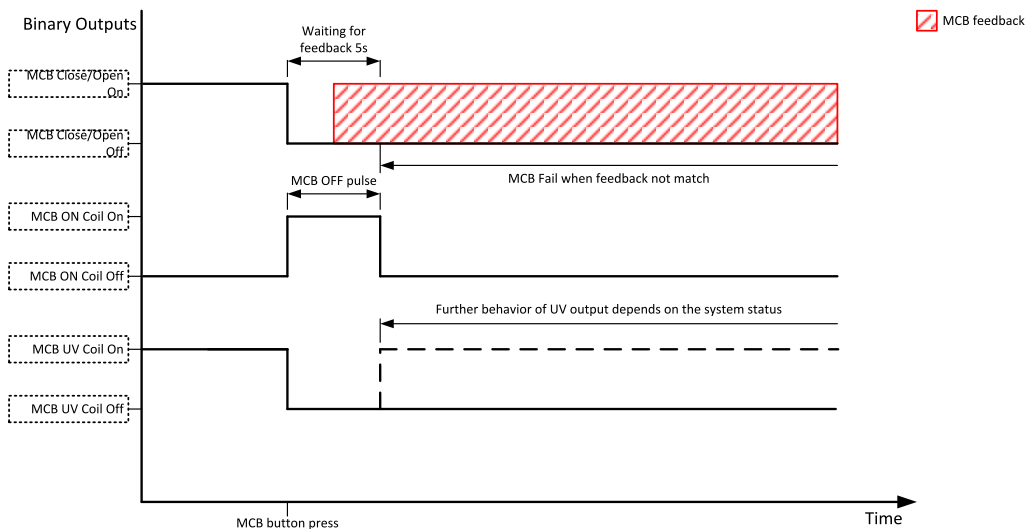 Binary Outputs
MCB feedback
Waiting for
feedback 5s
MCB Close/Open
On
MCB Close/Open
Off
MCB Fail when feedback not match
MCB OFF pulse
MCB ON Coil On
MCB ON Coil Off
Further behavior of UV output depends on the system status
MCB UV Coil On
MCB UV Coil Off
Time
MCB button press